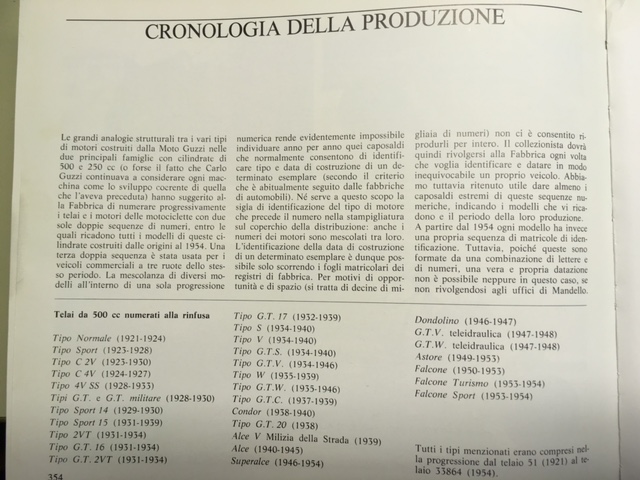 CRONOLOGIA DELLA PRODUZIONE
Le grandi analogie strutturali tra i vari tipi
di motori costruiti dalla Moto Guzzi nelle
due principali famiglie con cilindrate di
500 e 250 cc (o forse il fatto che Carlo
Guzzi continuava a considerare ogni mac-
china come lo sviluppo coerente di quella
che l'aveva preceduta) hanno suggerito al-
la Fabbrica di numerare progressivamente
i telai e i motori delle motociclette con due
sole doppie sequenze di numeri, entro le
quali ricadono tutti i modelli di queste ci-
lindrate costruiti dalle origini al 1954. Una
terza doppia sequenza è stata usata per i
veicoli commerciali a tre ruote dello stes-
so periodo. La mescolanza di diversi mo-
delli all'interno di una sola progressione
numerica rende evidentemente impossibile
individuare anno per anno quei caposaldi
che normalmente consentono di identifi-
care tipo e data di costruzione di un de-
terminato esemplare (secondo il criterio
che è abitualmente seguito dalle fabbriche
di automobili). Né serve a questo scopo la
sigla di identificazione del tipo di motore
che precede il numero nella stampigliatura
sul coperchio della distribuzione: anche i
numeri dei motori sono mescolati tra loro.
L'identificazione della data di costruzione
di un determinato esemplare è dunque pos-
sibile solo scorrendo i fogli matricolari dei
registri di fabbrica. Per motivi di oppor-
tunità e di spazio (si tratta di decine di mi-
gliaia di numeri) non ci è consentito ri-
produrli per intero. Il collezionista dovrà
quindi rivolgersi alla Fabbrica ogni volta
che voglia identificare e datare in modo
inequivocabile un proprio veicolo. Abbia-
mo tuttavia ritenuto utile dare almeno i
caposaldi estremi di queste sequenze nu-
meriche, indicando i modelli che vi rica-
dono e il periodo della loro produzione.
A partire dal 1954 ogni modello ha invece
una propria sequenza di matricole di iden-
tificazione. Tuttavia, poiché queste sono
formate da una combinazione di lettere e
di numeri, una vera e propria datazione
non è possibile neppure in questo caso, se
non rivolgendosi agli uffici di Mandello.
Telai da 500 cc numerati alla rinfusa
Tipo Normale (1921-1924)
Tipo Sport (1923-1928)
Tipo C 2V (1923-1930)
Tipo C 4V (1924-1927)
Tipo 4V SS (1928-1933)
Tipi G.T. e G.T. militare (1928-1930)
Tipo Sport 14 (1929-1930)
Tipo Sport 15 (1931-1939)
Tipo 2VT (1931-1934)
Tipo G.T. 16 (1931-1934)
Tipo G.T. 2VT (1931-1934)
Tipo G.T. 17 (1932-1939)
Tipo S (1934-1940)
Tipo V (1934-1940)
Tipo G.T.S. (1934-1940)
Tipo G.T.V. (1934-1946)
Tipo W (1935-1939)
Tipo G.T.W. (1935-1946)
Tipo G.T.C. (1937-1939)
Condor (1938-1940)
Tipo G.T. 20 (1938)
Alce V Milizia della Strada (1939)
Alce (1940-1945)
Superalce (1946-1954)
Dondolino (1946-1947)
G.T.V. teleidraulica (1947-1948)
G.T.W. teleidraulica (1947-1948)
Astore (1949-1953)
Falcone (1950-1953)
Falcone Turismo (1953-1954)
Falcone Sport (1953-1954)
Tutti i tipi menzionati erano compresi nel-
la progressione dal telaio 51 (1921) al te-
laio 33864 (1954).
354